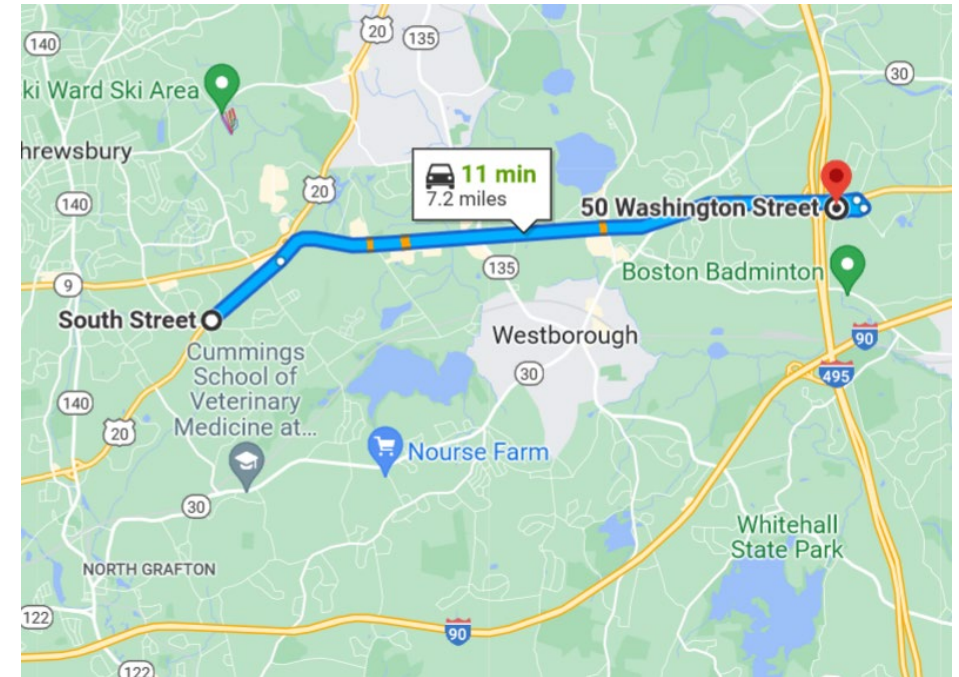 20
135
140
30
ki Ward Ski Area
hrewsbury
11 min
7.2 miles
140
20
50 Washington Street
135
Boston Badminton
9
South Street
Westborough
90
Cummings
School of
Veterinary
Medicine at...
30
495
140
20
Nourse Farm
30
Whitehall
State Park
NORTH GRAFTON
122
90
122